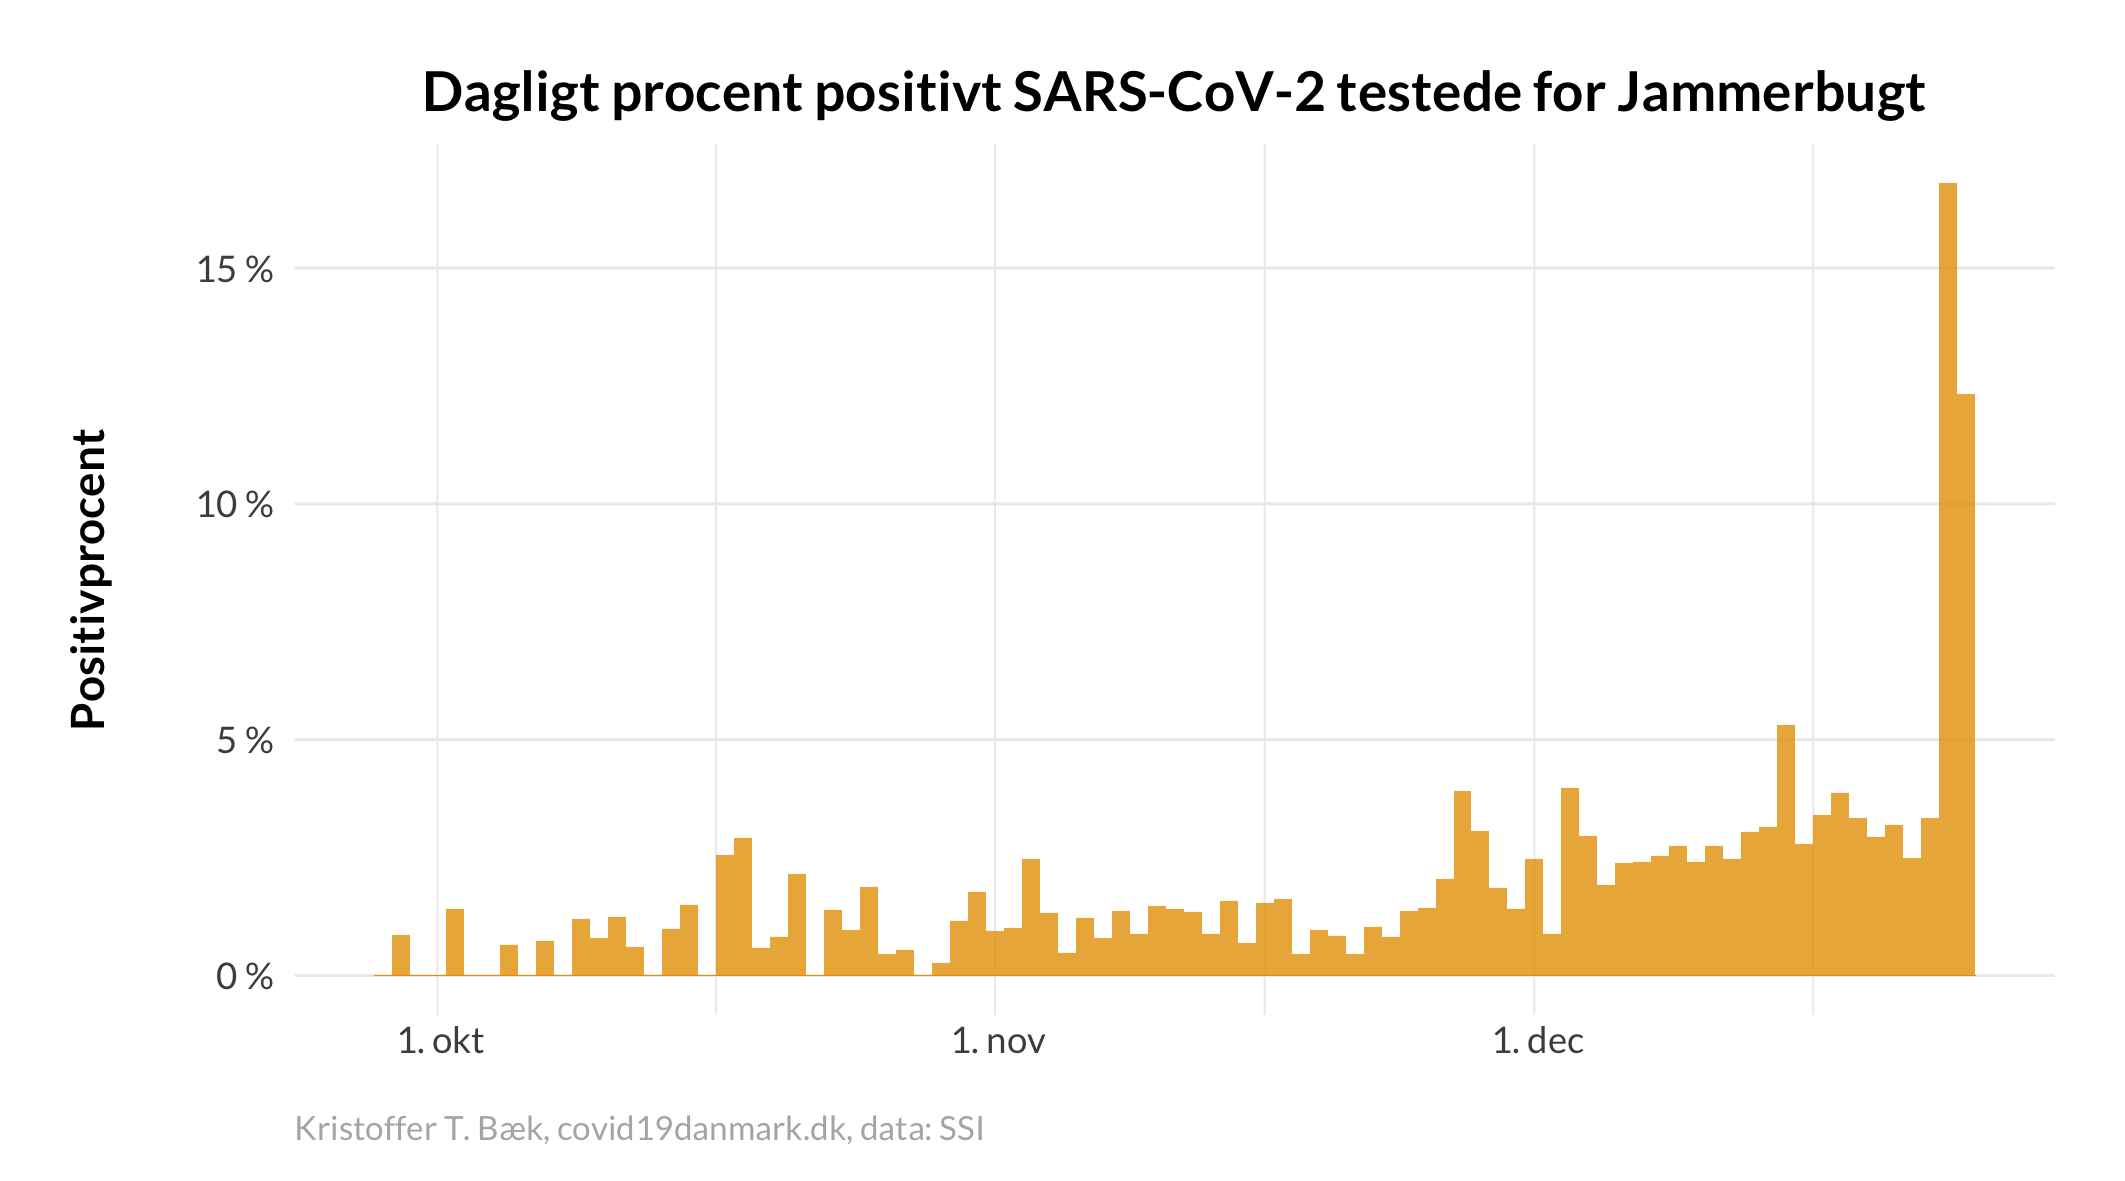 Dagligt procent positivt SARS-CoV-2 testede for Jammerbugt
Positivprocent
15 %
10 %
5 %
0 %
1. okt
1. nov
1. dec
Kristoffer T. Bæk, covid19danmark.dk, data: SSI